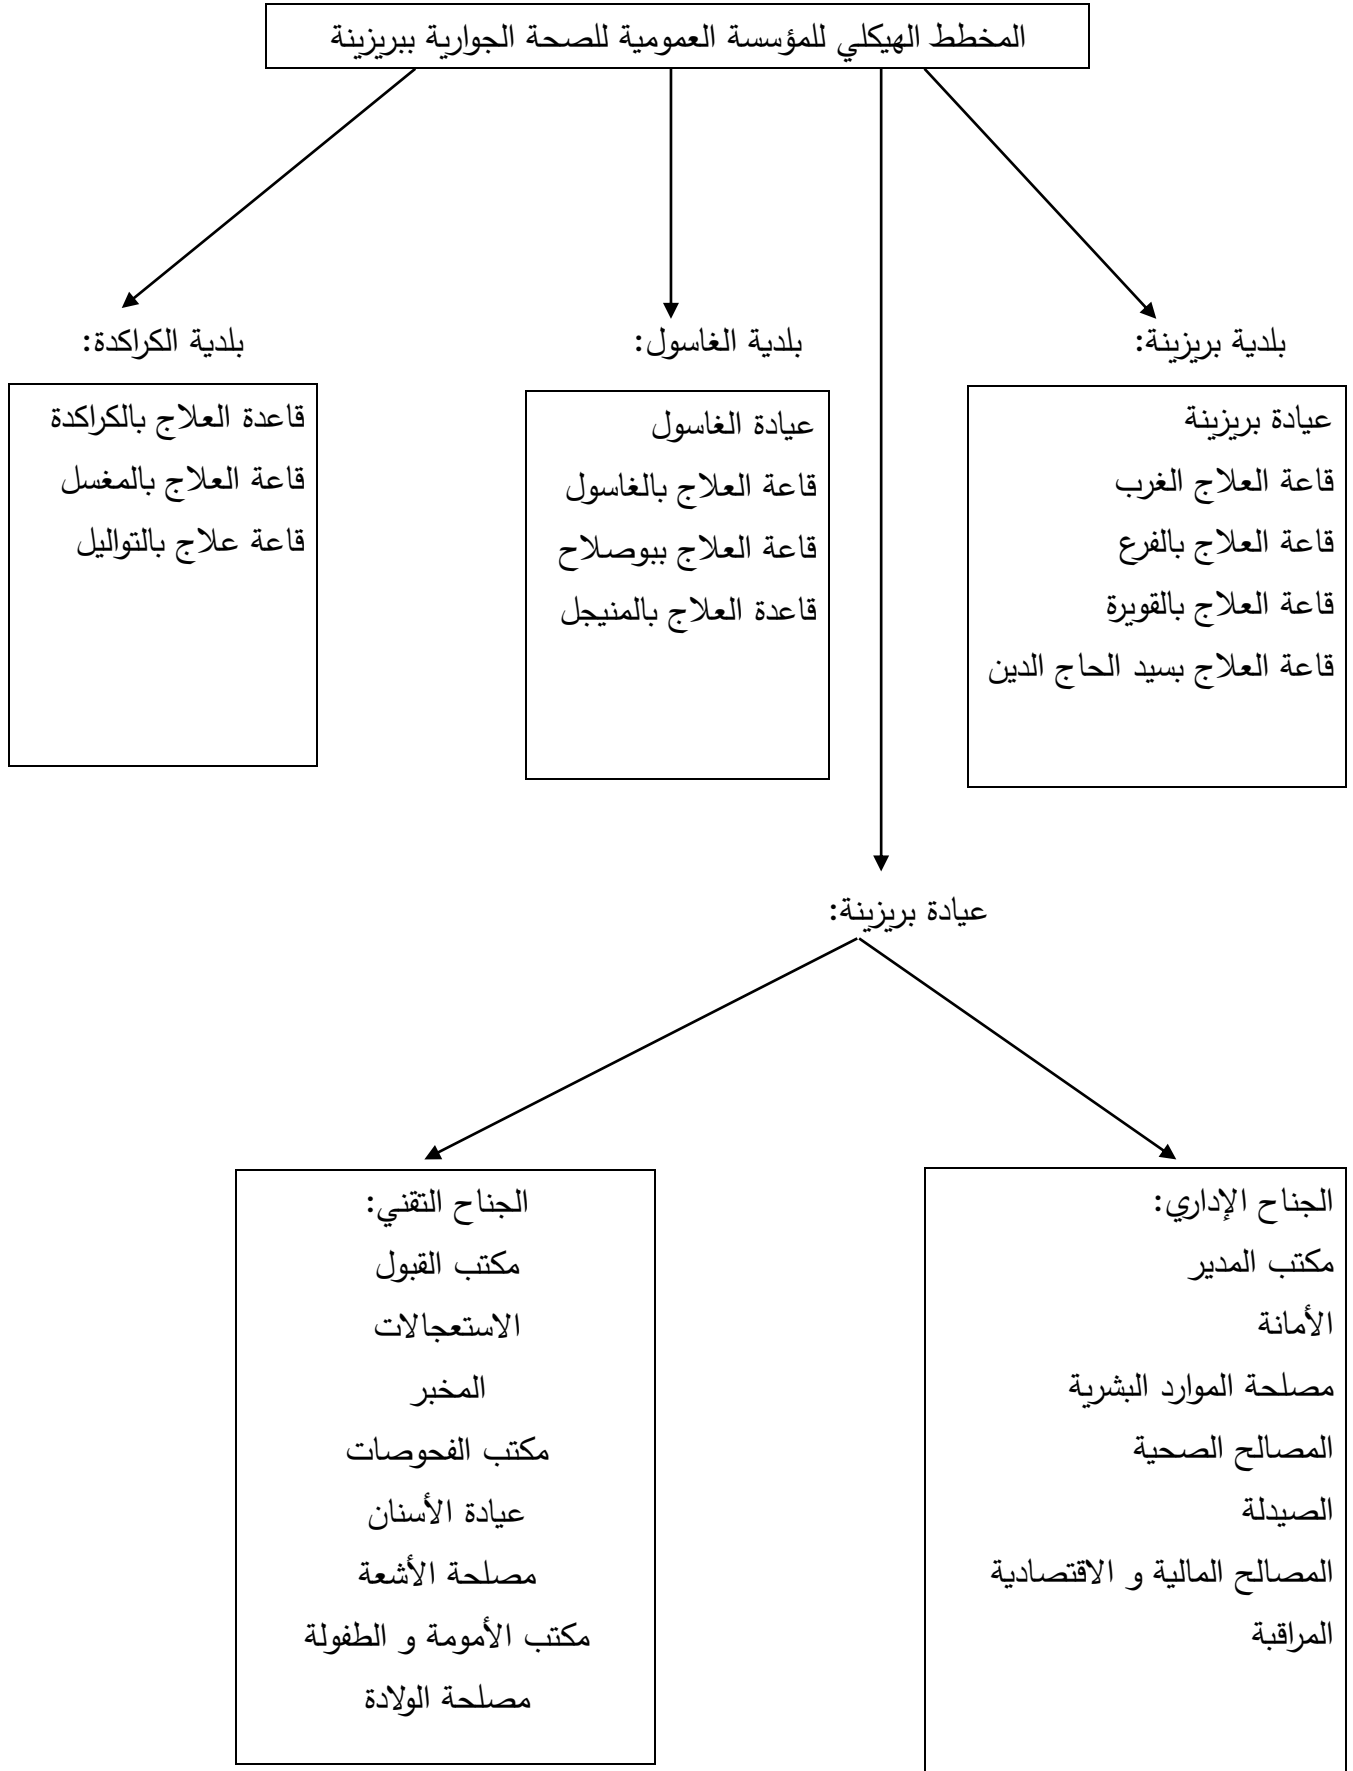 المخطط الهيكلي للمؤسسة العمومية للصحة الجوارية ببريزينة
بلدية بريزينة:
عيادة بريزينة
قاعة العلاج الغرب
قاعة العلاج بالفرع
قاعة العلاج بالقويرة
قاعة العلاج بسيد الحاج الدين
بلدية الغاسول:
عيادة الغاسول
قاعة العلاج بالغاسول
قاعة العلاج ببوصلاح
قاعدة العلاج بالمنيجل
بلدية الكراكدة:
قاعدة العلاج بالكراكدة
قاعة العلاج بالمغسل
قاعة علاج بالتواليل
عيادة بريزينة:
الجناح الإداري:
مكتب المدير
الأمانة
مصلحة الموارد البشرية
المصالح الصحية
الصيدلة
المصالح المالية و الاقتصادية
المراقبة
الجناح التقني:
مكتب القبول
الاستعجالات
المخبر
مكتب الفحوصات
عيادة الأسنان
مصلحة الأشعة
مكتب الأمومة و الطفولة
مصلحة الولادة